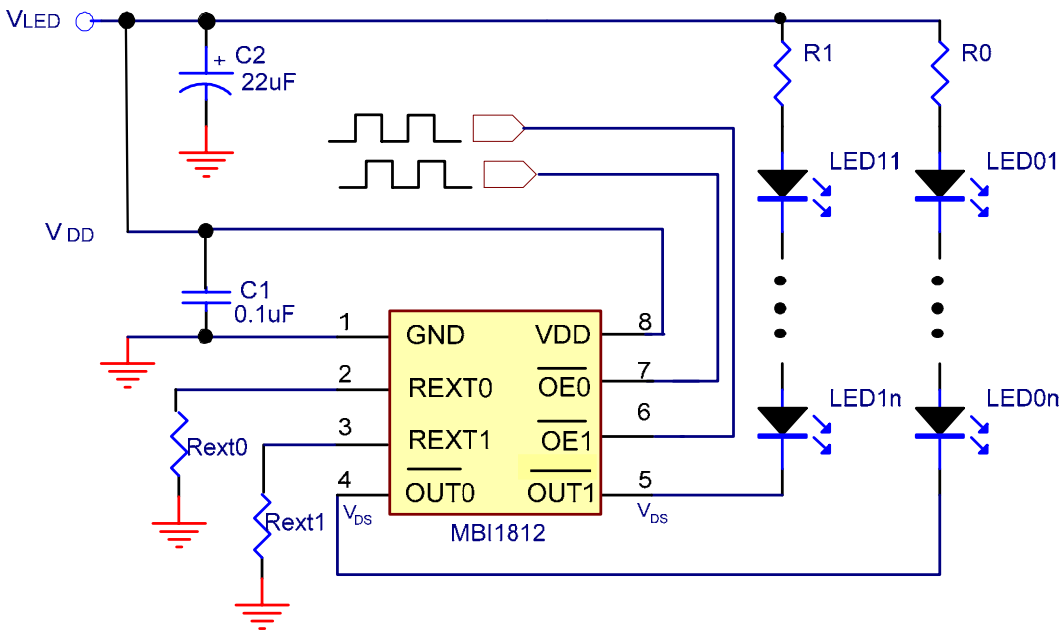 VLED
+ C2
22uF
R1
R0
LED11
LED01
VDD
C1
0.1uF
1
GND
VDD
8
2
REXT0
OE0
7
3
REXT1
OE1
6
4
OUT0
OUT1
5
VDS
VDS
Rext0
Rext1
MBI1812
LED1n
LED0n